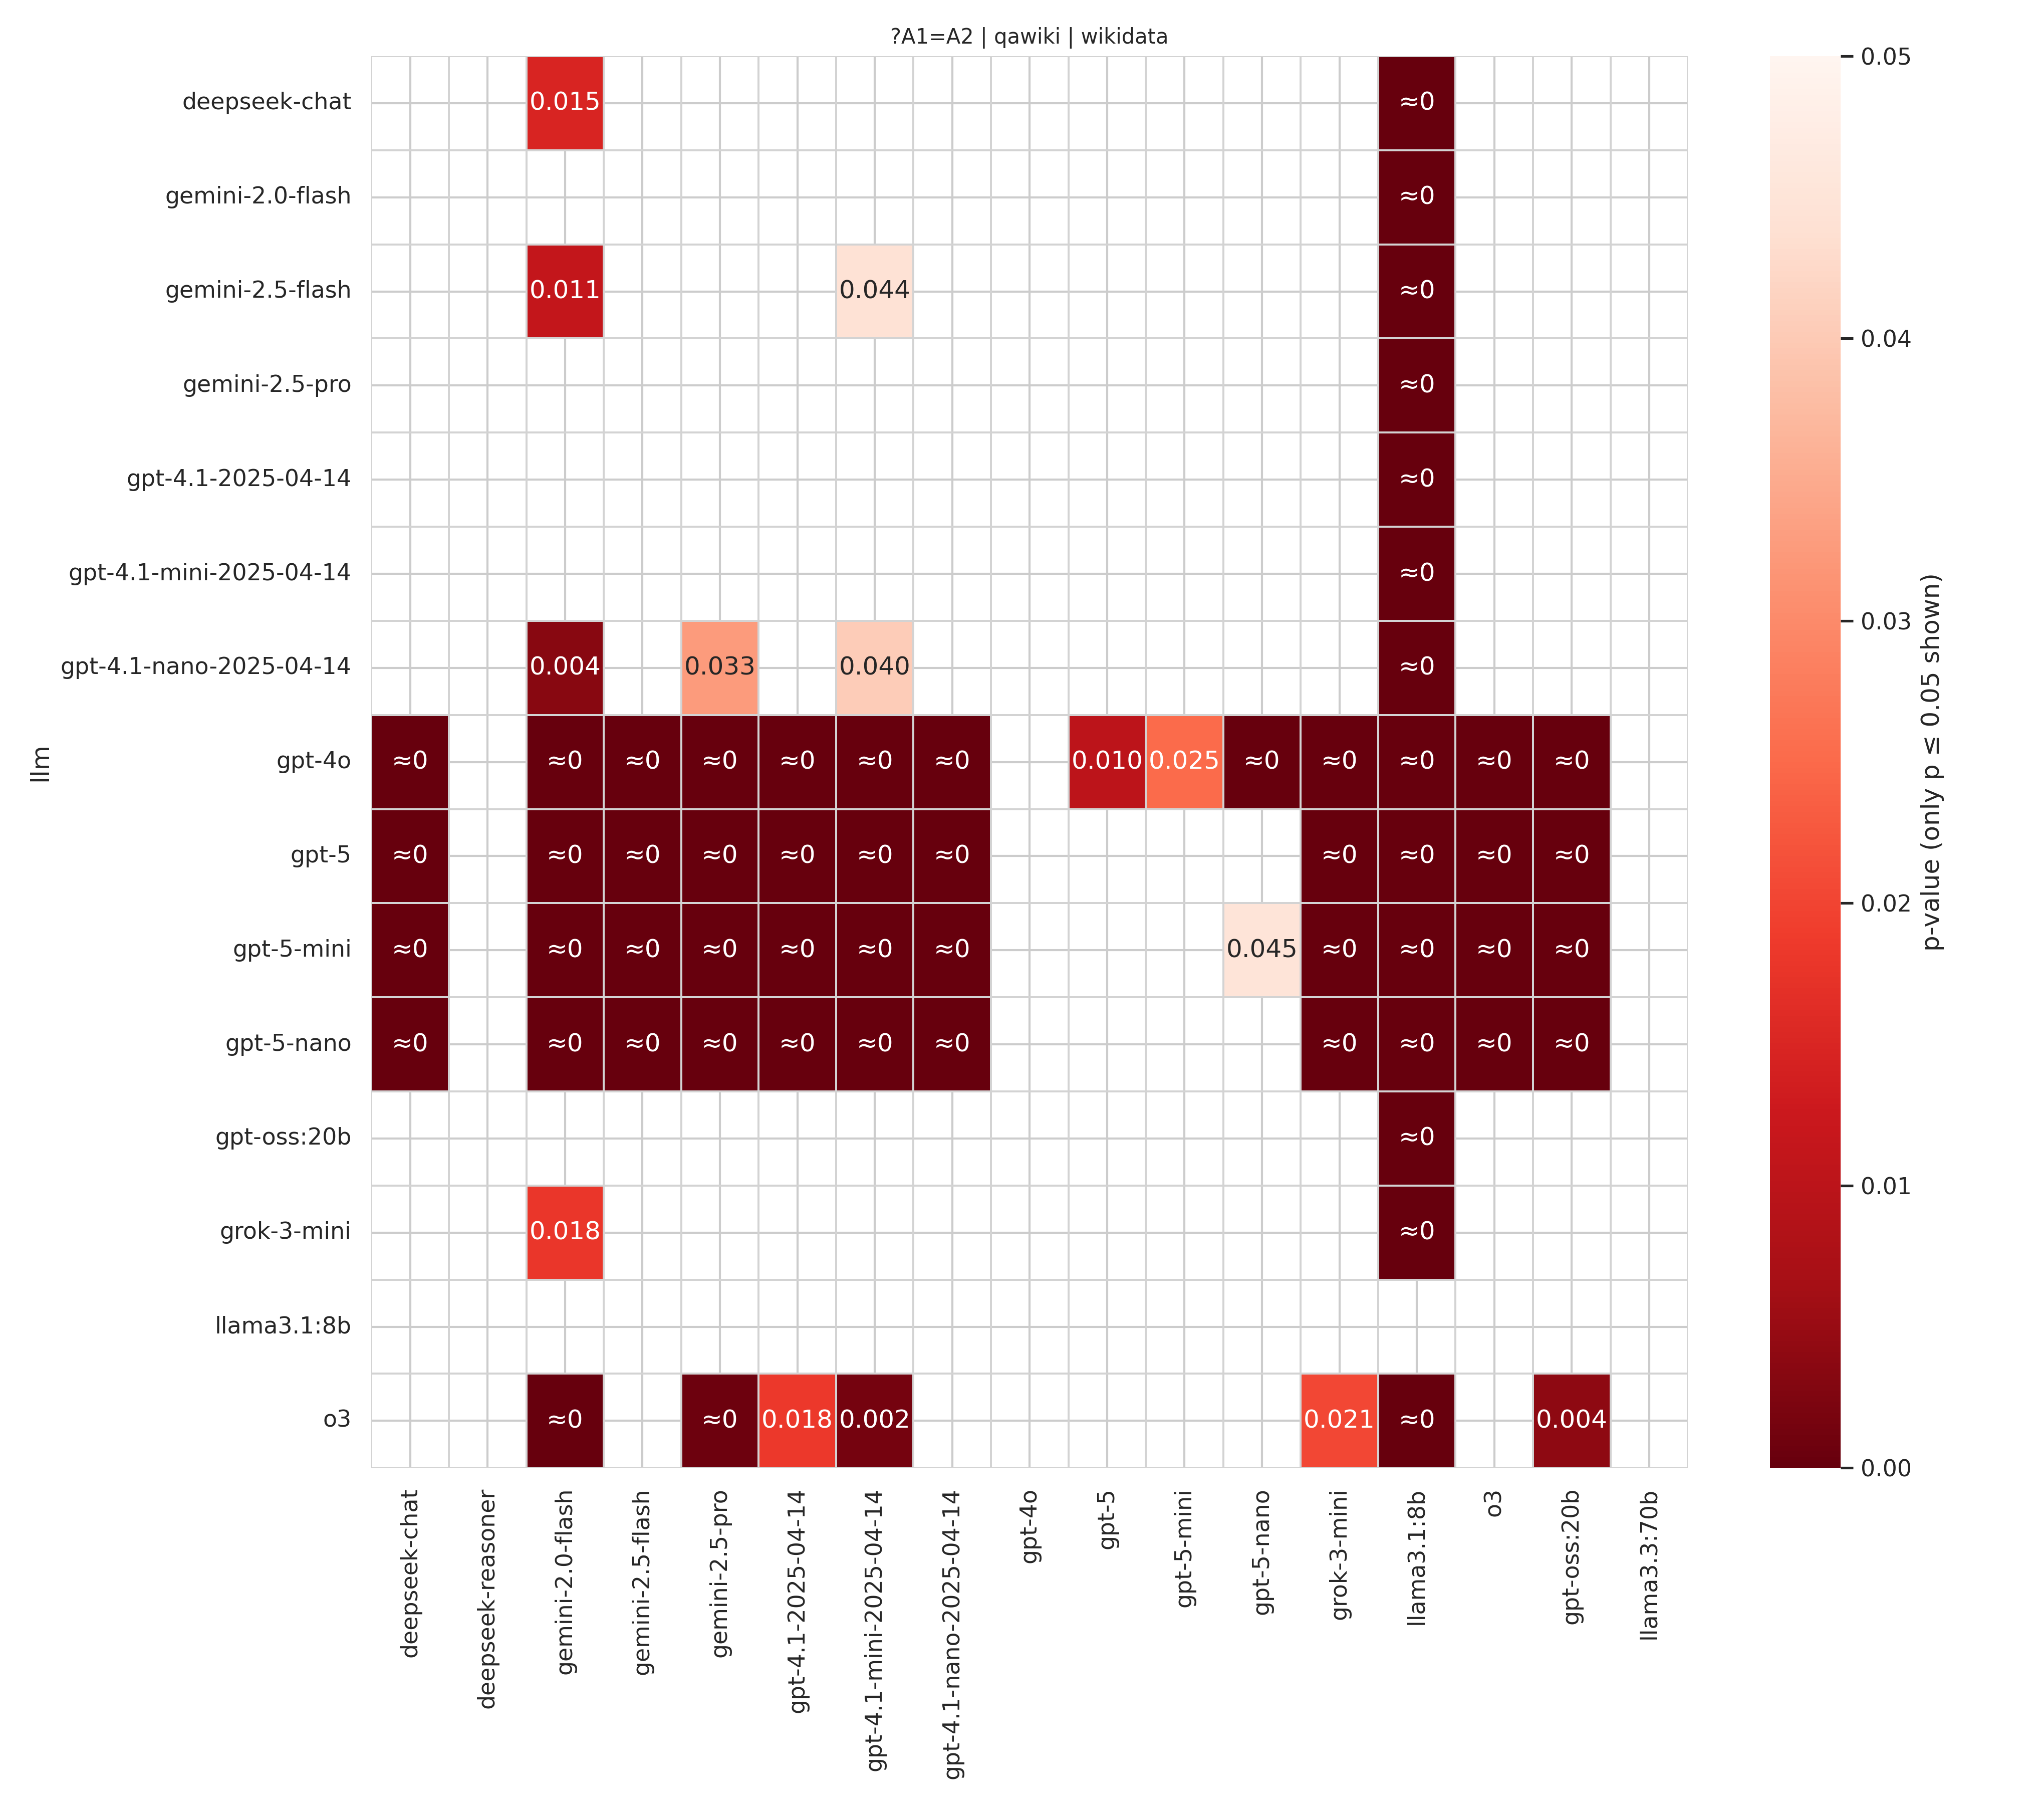 ?A1=A2 | qawiki | wikidata
deepseek-chat 0.015 ≈0
gemini-2.0-flash ≈0
gemini-2.5-flash 0.011 0.044 ≈0
gemini-2.5-pro ≈0
gpt-4.1-2025-04-14 ≈0
gpt-4.1-mini-2025-04-14 ≈0
gpt-4.1-nano-2025-04-14 0.004 0.033 0.040 ≈0
gpt-4o ≈0 ≈0 ≈0 ≈0 ≈0 ≈0 ≈0 0.010 0.025 ≈0 ≈0 ≈0 ≈0 ≈0
gpt-5 ≈0 ≈0 ≈0 ≈0 ≈0 ≈0 ≈0 ≈0 ≈0 ≈0 ≈0
gpt-5-mini ≈0 ≈0 ≈0 ≈0 ≈0 ≈0 ≈0 0.045 ≈0 ≈0 ≈0 ≈0
gpt-5-nano ≈0 ≈0 ≈0 ≈0 ≈0 ≈0 ≈0 ≈0 ≈0 ≈0 ≈0
gpt-oss:20b ≈0
grok-3-mini 0.018 ≈0
llama3.1:8b
o3 ≈0 ≈0 0.018 0.002 0.021 ≈0 0.004
llm
deepseek-chat
deepseek-reasoner
gemini-2.0-flash
gemini-2.5-flash
gemini-2.5-pro
gpt-4.1-2025-04-14
gpt-4.1-mini-2025-04-14
gpt-4.1-nano-2025-04-14
gpt-4o
gpt-5
gpt-5-mini
gpt-5-nano
grok-3-mini
llama3.1:8b
o3
gpt-oss:20b
llama3.3:70b
0.05
0.04
0.03
0.02
0.01
0.00
p-value (only p ≤ 0.05 shown)